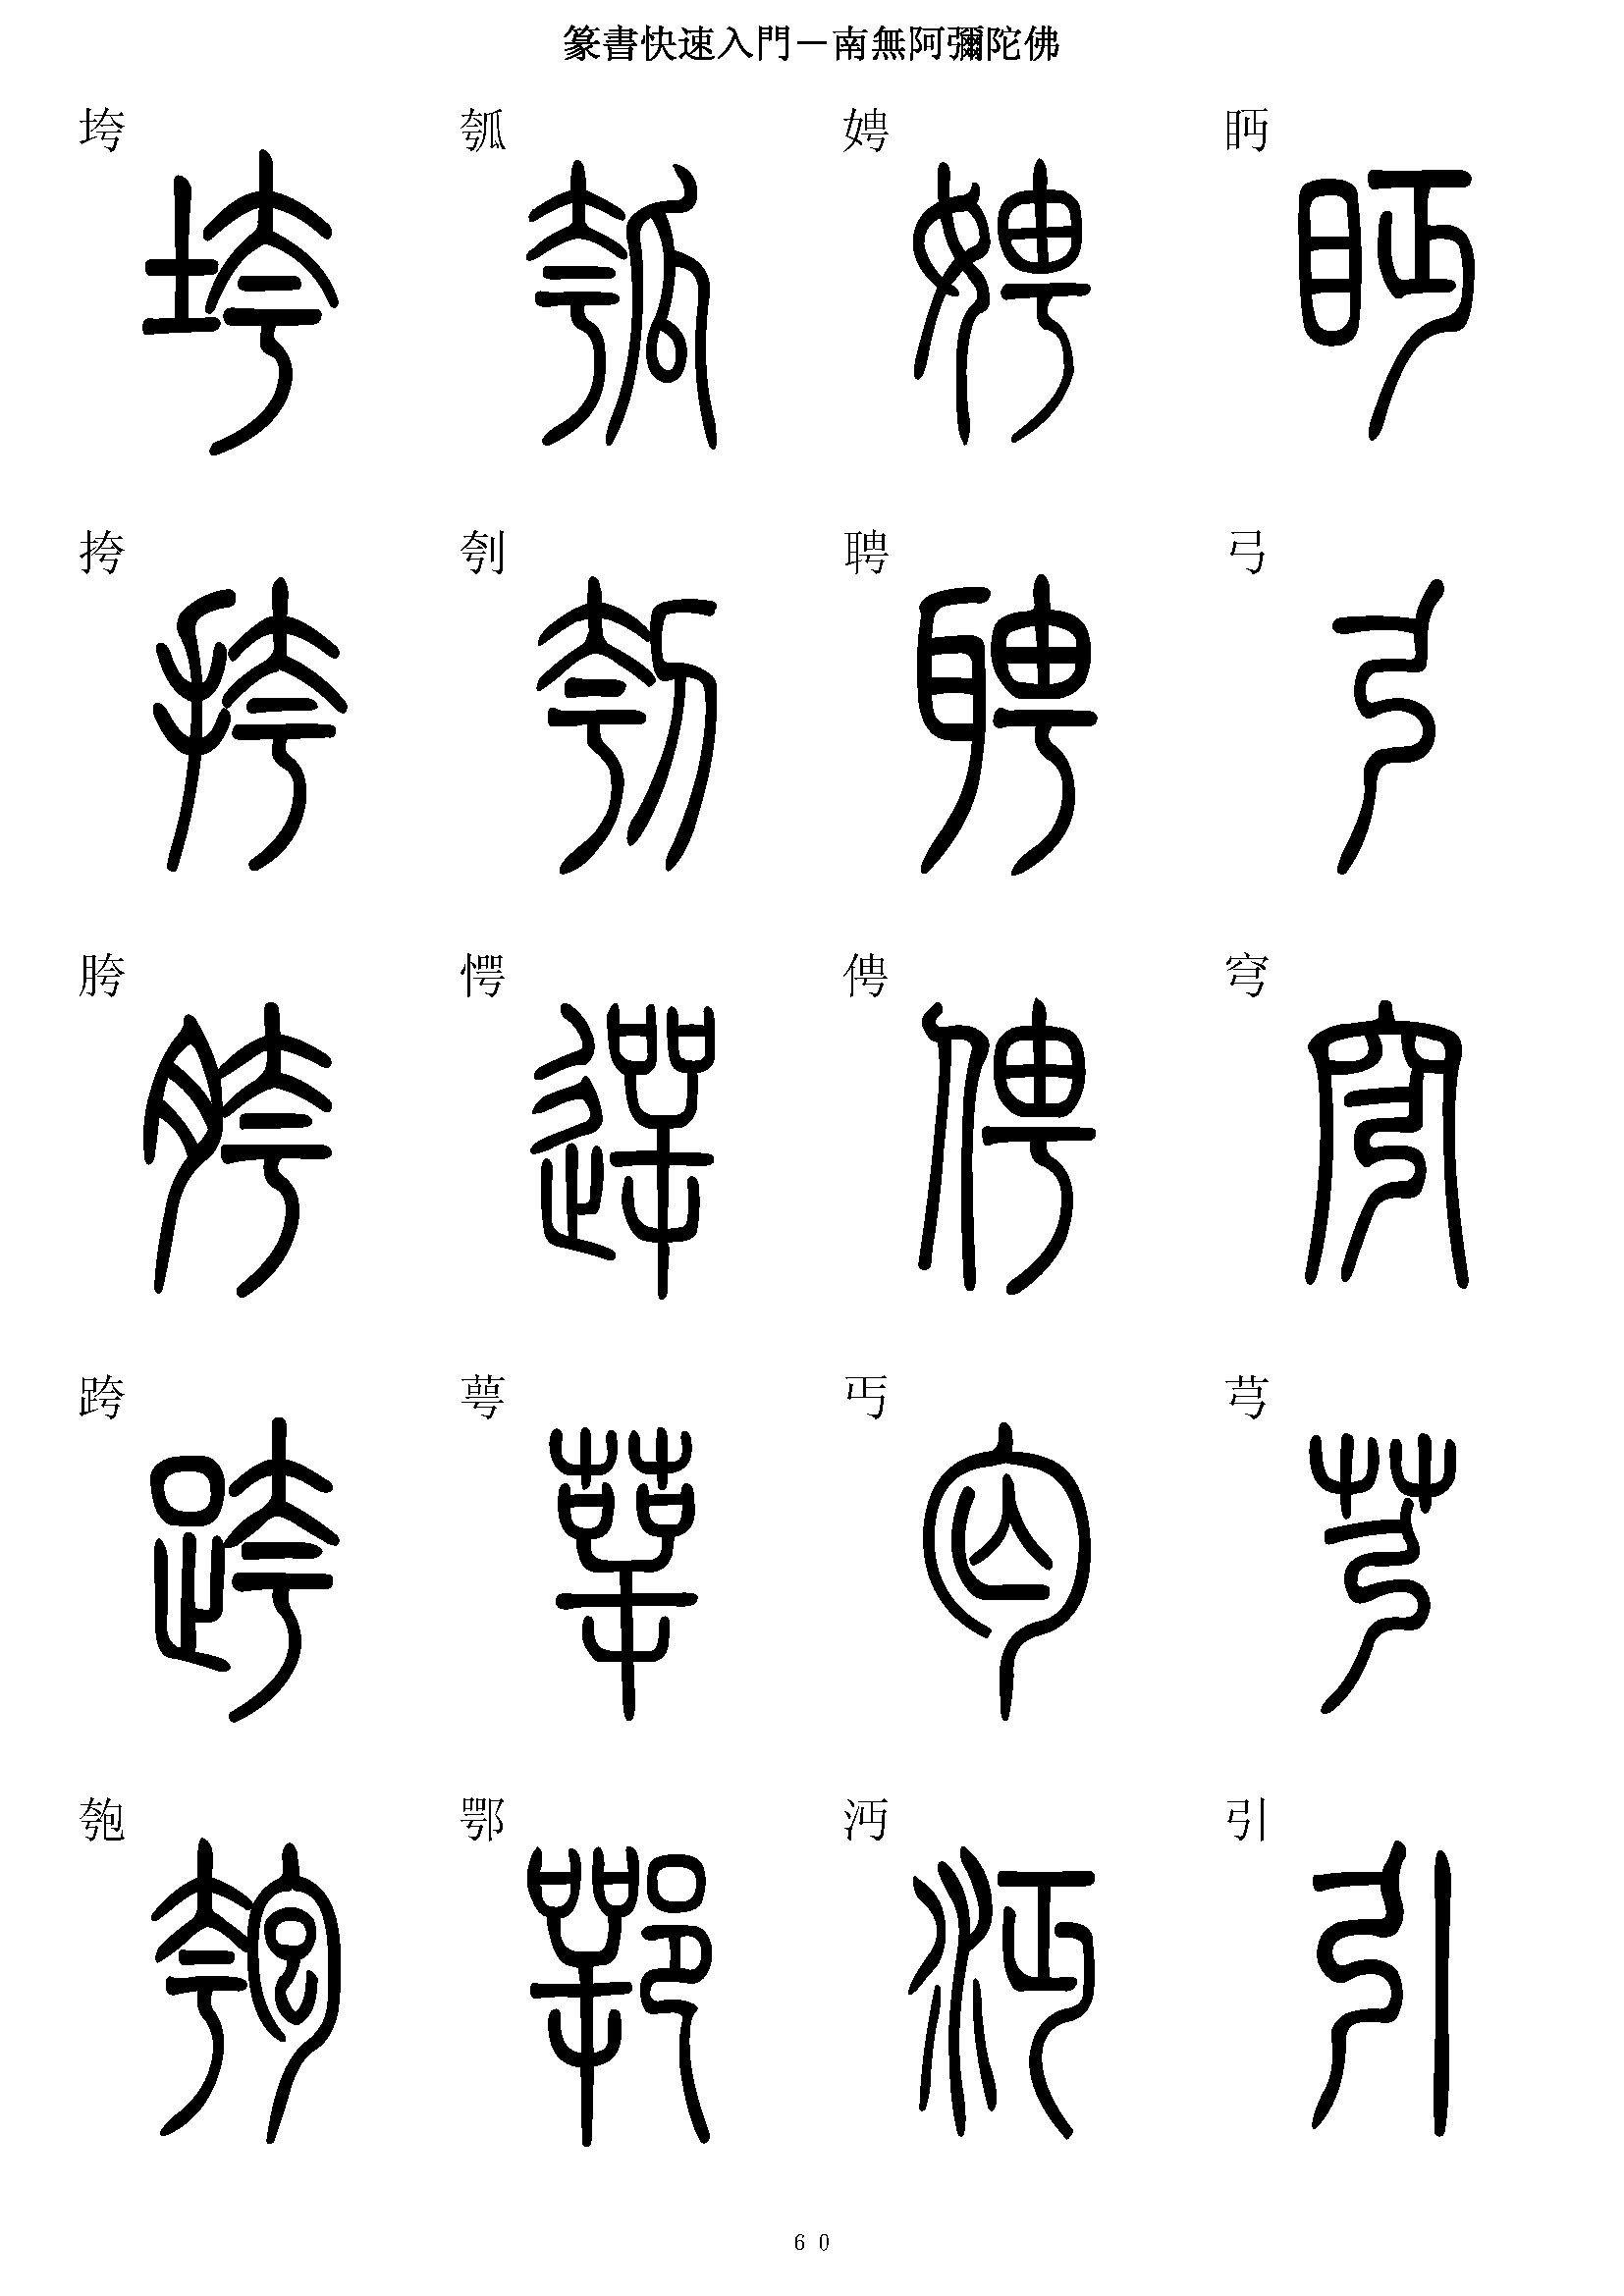 篆書快速入門－南無阿彌陀佛
垮 瓠 娉 眄
挎 刳 聘 弓
胯 愕 俜 穹
跨 萼 丏 芎
匏 鄂 沔 引
60